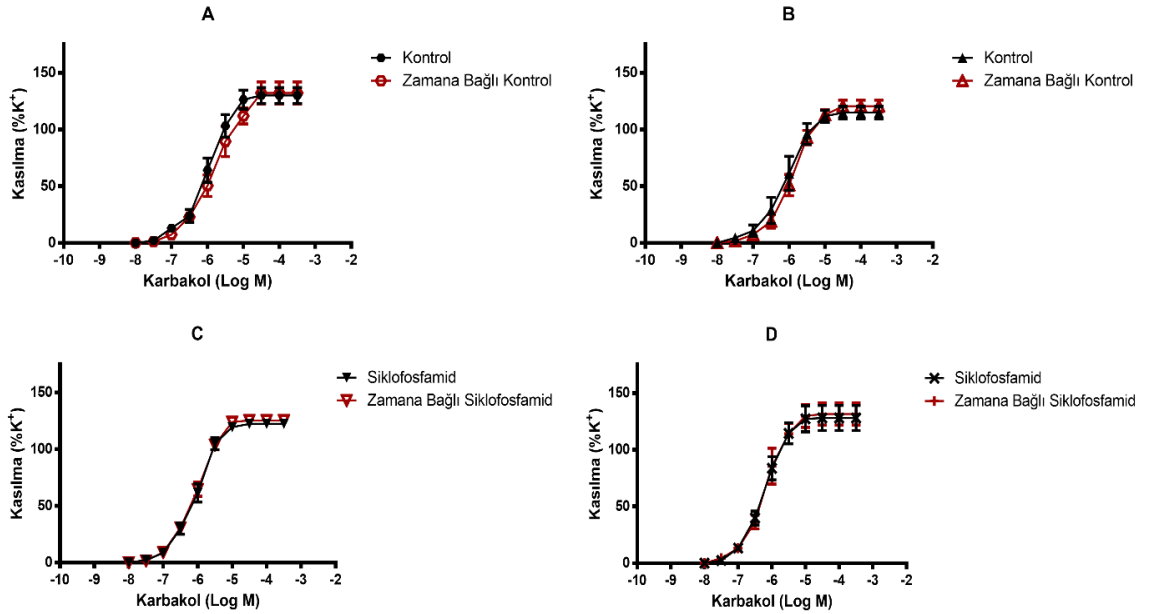 A
Kontrol
Zamana Bağlı Kontrol
Kasılma (%K⁺)
150
100
50
0
-10 -9 -8 -7 -6 -5 -4 -3 -2
Karbakol (Log M)
B
Kontrol
Zamana Bağlı Kontrol
Kasılma (%K⁺)
150
100
50
0
-10 -9 -8 -7 -6 -5 -4 -3 -2
Karbakol (Log M)
C
Siklofosfamid
Zamana Bağlı Siklofosfamid
Kasılma (%K⁺)
150
100
50
0
-10 -9 -8 -7 -6 -5 -4 -3 -2
Karbakol (Log M)
D
Siklofosfamid
Zamana Bağlı Siklofosfamid
Kasılma (%K⁺)
150
100
50
0
-10 -9 -8 -7 -6 -5 -4 -3 -2
Karbakol (Log M)